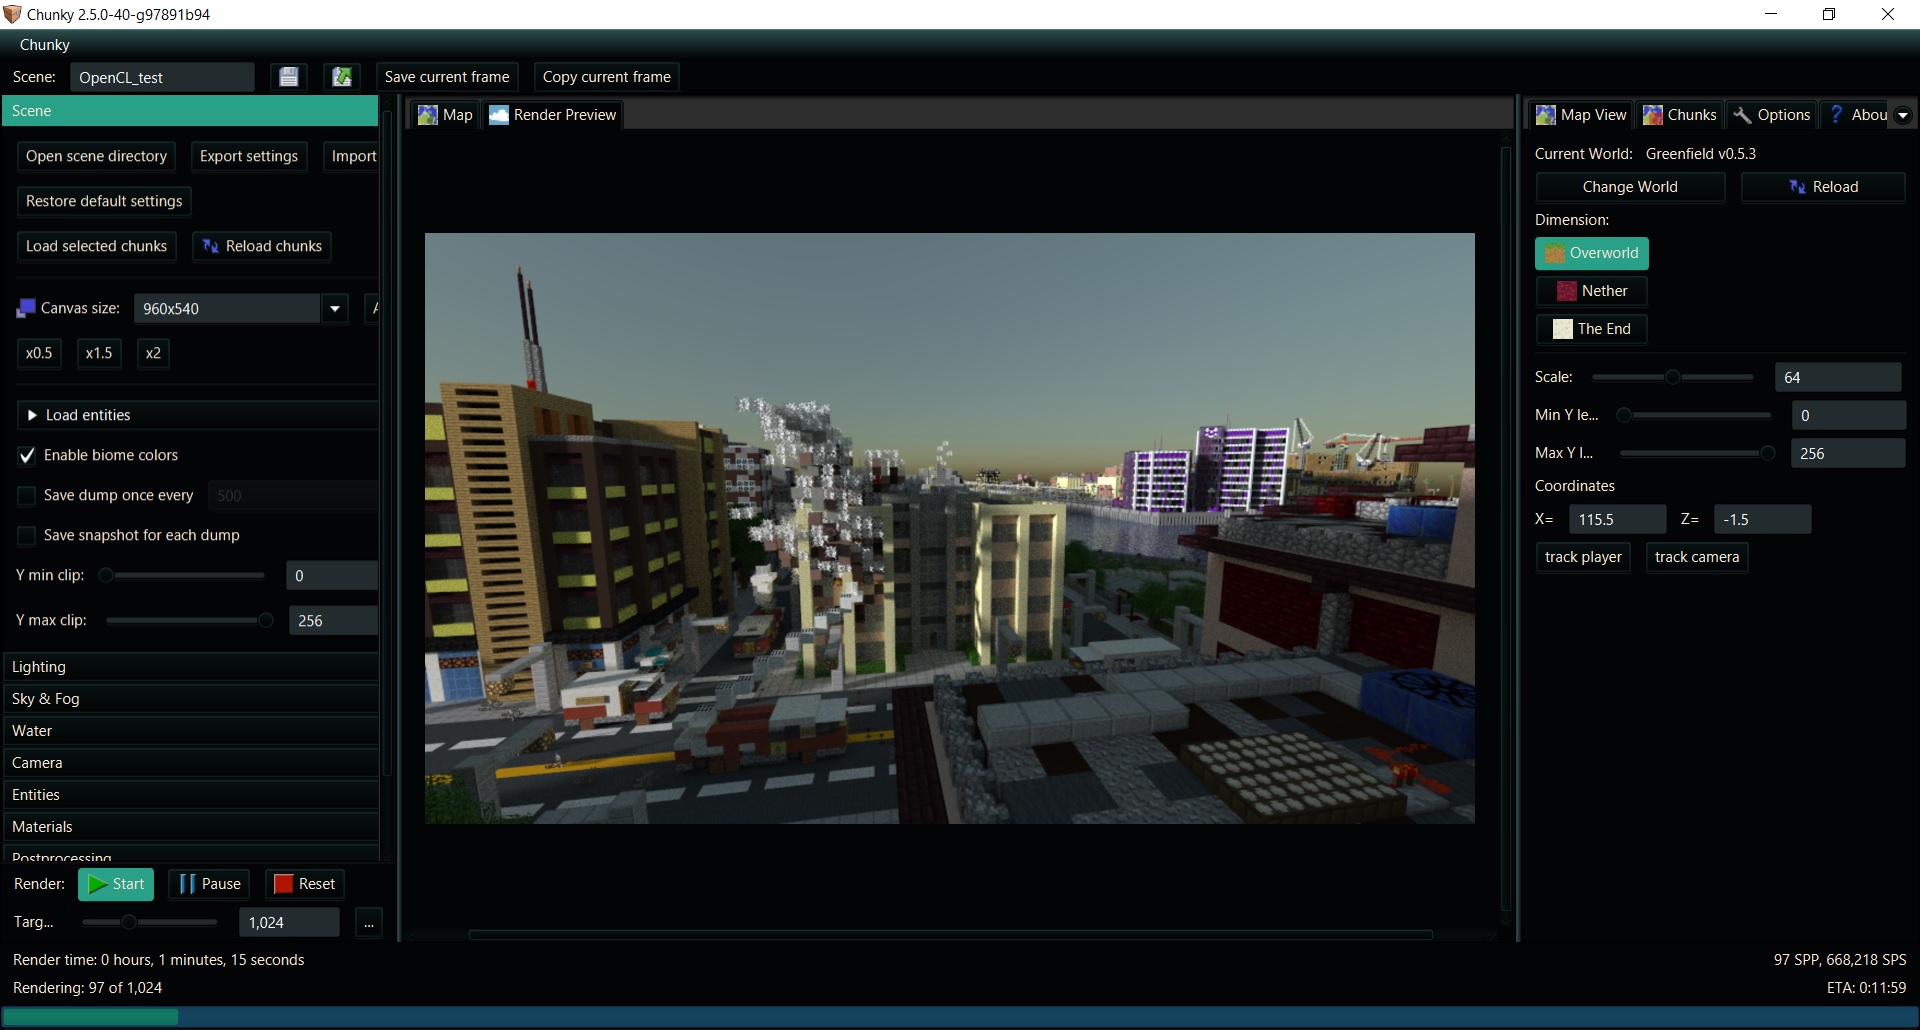 Chunky 2.5.0-40-g97891b94
Chunky
Scene: OpenCL_test Save current frame Copy current frame
Scene
Open scene directory Export settings Import
Restore default settings
Load selected chunks Reload chunks
Canvas size: 960x540 A
x0.5 x1.5 x2
Load entities
Enable biome colors
Save dump once every 500
Save snapshot for each dump
Y min clip: 0
Y max clip: 256
Lighting
Sky & Fog
Water
Camera
Entities
Materials
Postprocessing
Render: Start Pause Reset
Targ... 1,024 ...
Render time: 0 hours, 1 minutes, 15 seconds
Rendering: 97 of 1,024
Map Render Preview
Map View Chunks Options ? Abou
Current World: Greenfield v0.5.3
Change World Reload
Dimension:
Overworld
Nether
The End
Scale: 64
Min Y le... 0
Max Y l... 256
Coordinates
X= 115.5 Z= -1.5
track player track camera
97 SPP, 668,218 SPS
ETA: 0:11:59